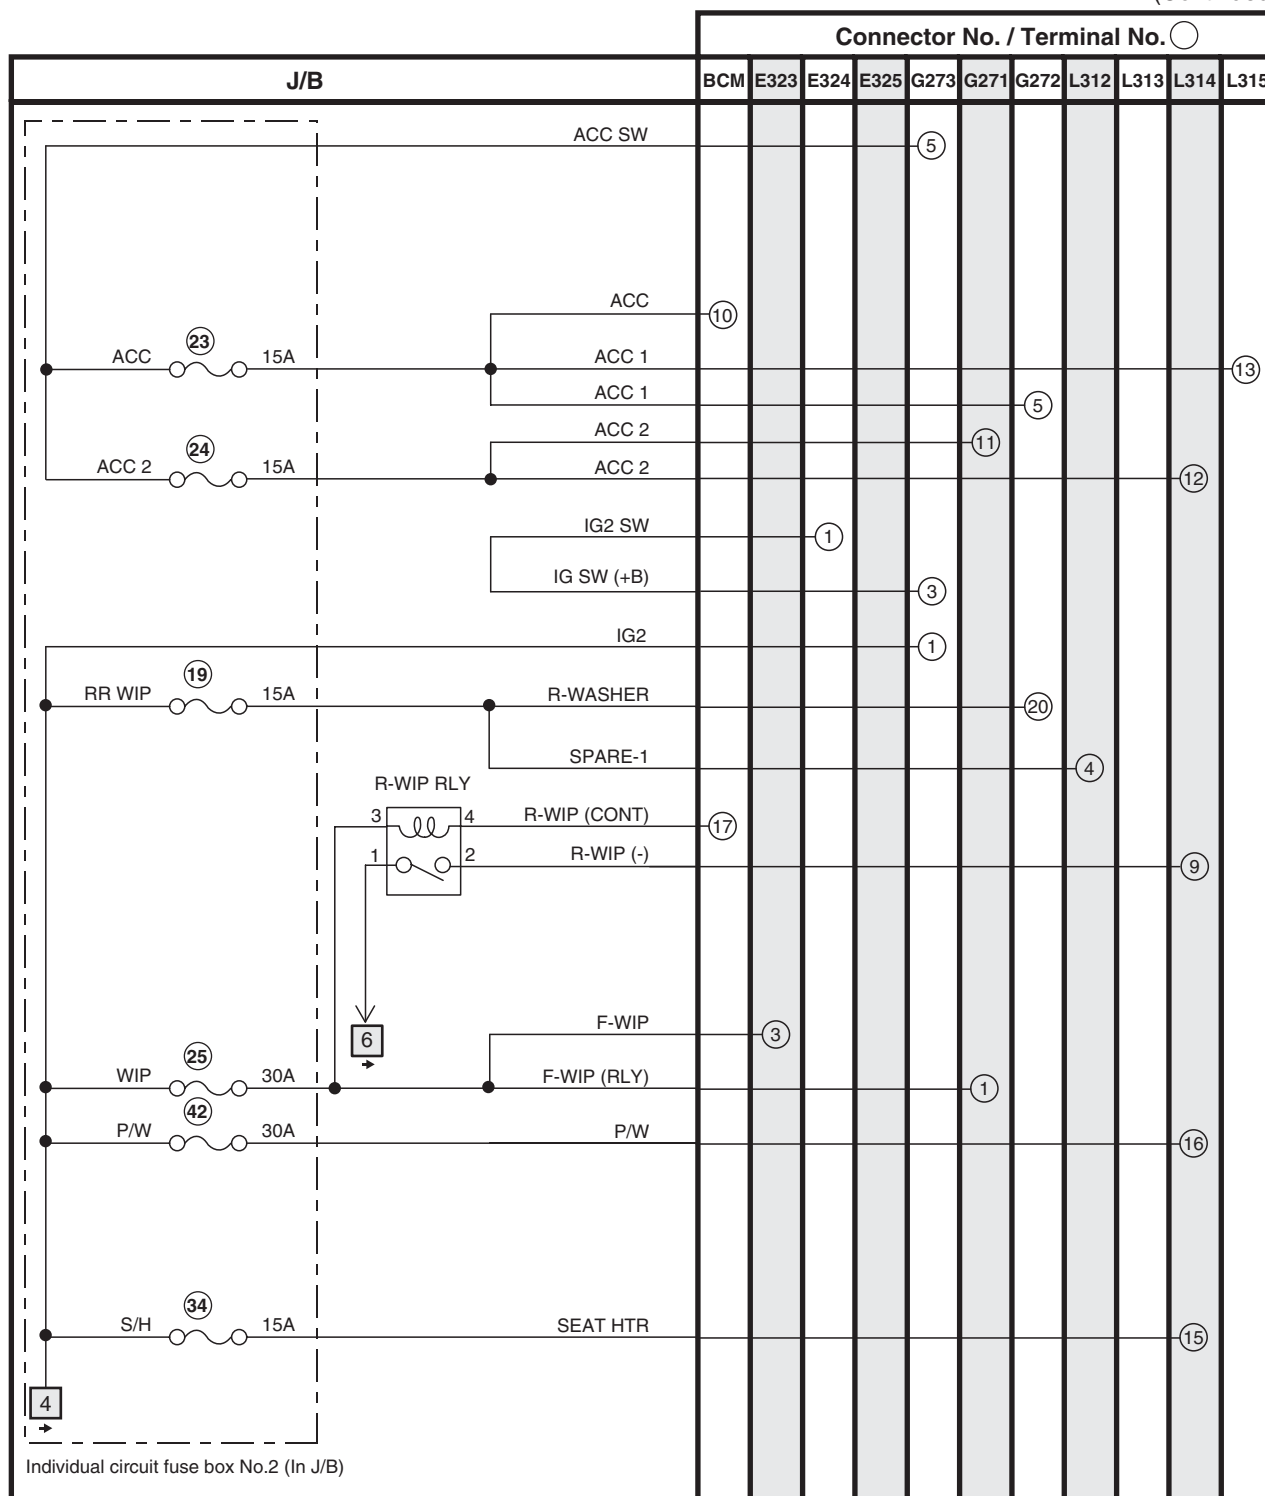 Connector No. / Terminal No.
J/B
BCM E323 E324 E325 G273 G271 G272 L312 L313 L314 L315
ACC SW 5
ACC 10
23
ACC 15A ACC 1 13
ACC 1 5
ACC 2 11
24
ACC 2 15A ACC 2 12
IG2 SW 1
IG SW (+B) 3
IG2 1
19
RR WIP 15A R-WASHER 20
SPARE-1 4
R-WIP RLY
3 4 R-WIP (CONT) 17
1 2 R-WIP (-) 9
F-WIP 3
6
25
WIP 30A F-WIP (RLY) 1
42
P/W 30A P/W 16
34
S/H 15A SEAT HTR 15
4
Individual circuit fuse box No.2 (In J/B)